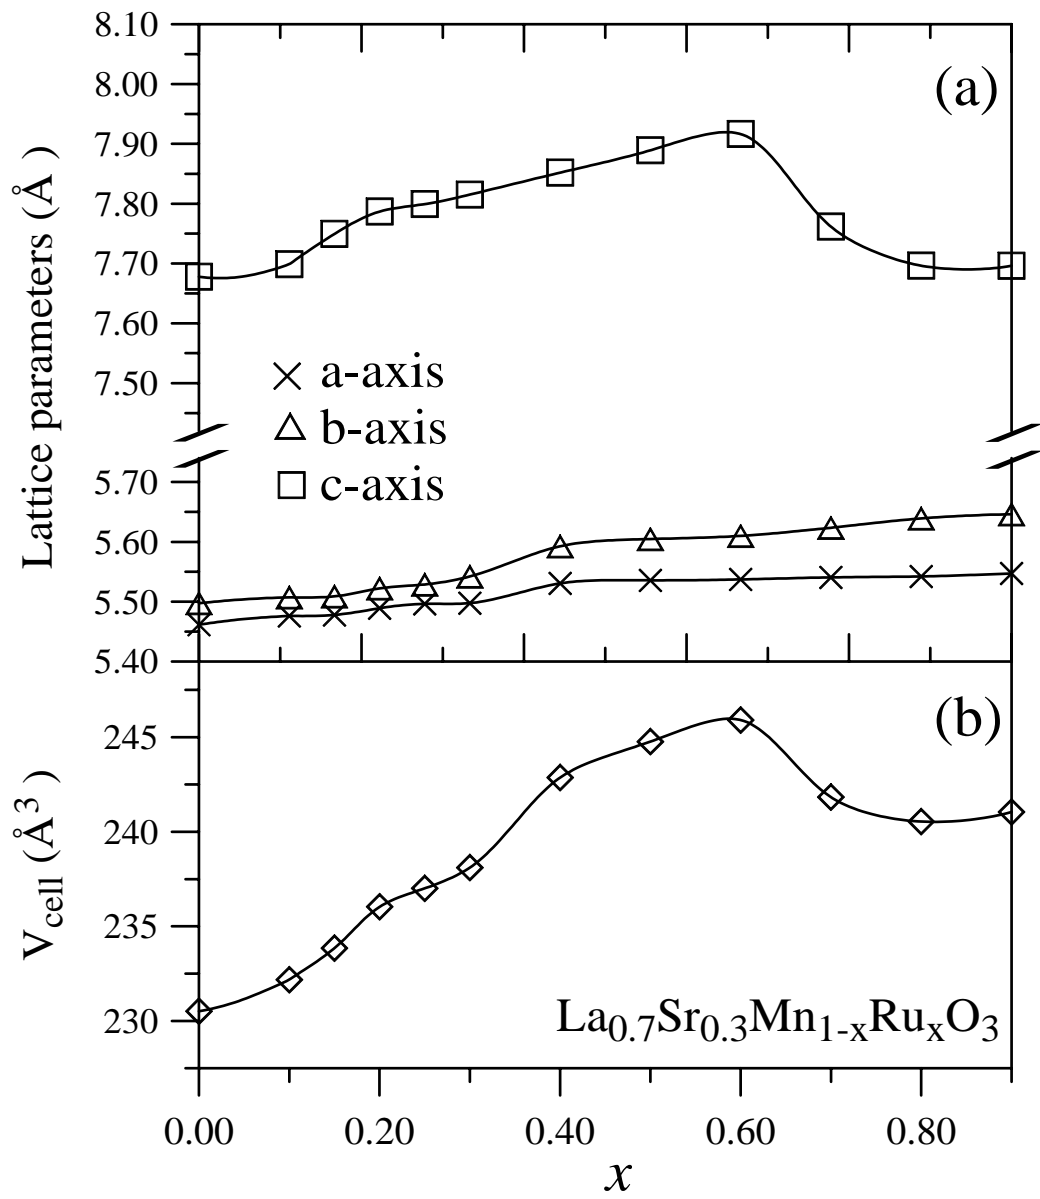 8.10
8.00
7.90
7.80
7.70
7.60
7.50
5.70
5.60
5.50
5.40
Lattice parameters (Å)
(a)
a-axis
b-axis
c-axis
245
240
235
230
V_cell (Å³)
(b)
La₀.₇Sr₀.₃Mn₁₋ₓRuₓO₃
0.00 0.20 0.40 0.60 0.80
x